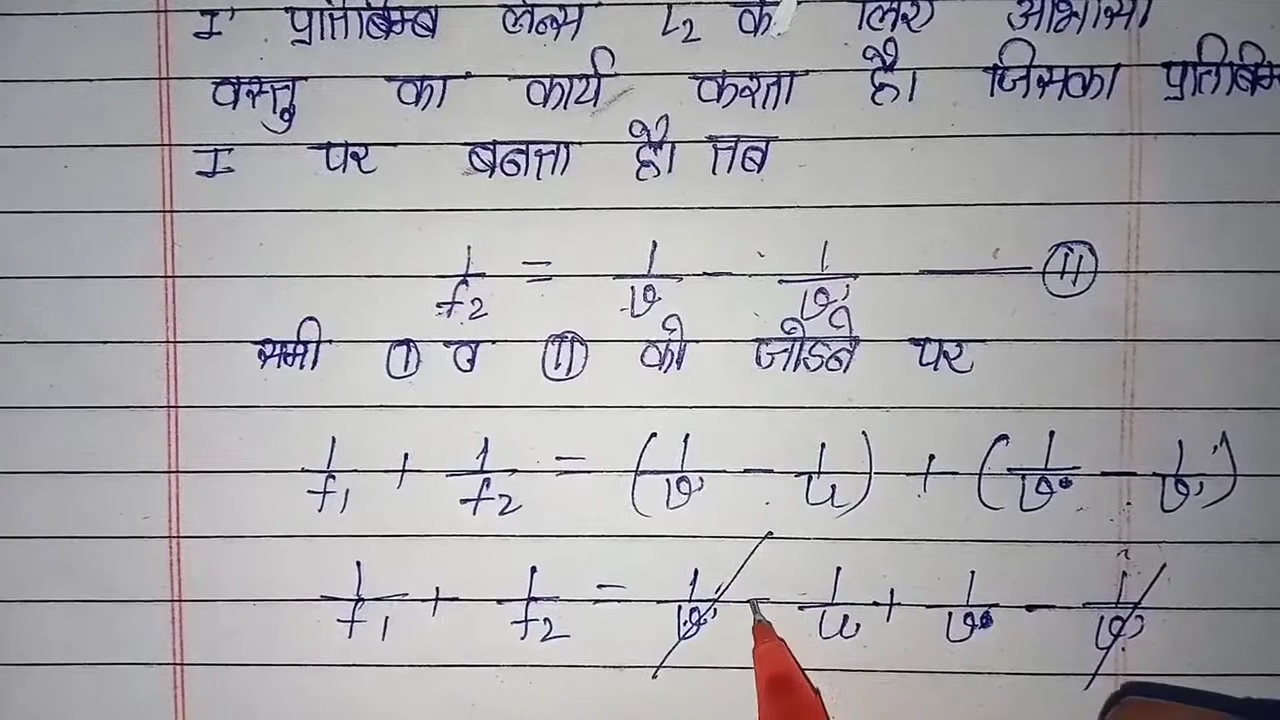 I' प्रतिबिम्ब लेन्स L₂ के लिए आभासी
वस्तु का कार्य करता है। जिसका प्रतिबिम्ब
I पर बनता है। तब
1/f₂ = 1/v - 1/v' —— (II)
समी (I) व (II) को जोडने पर
1/f₁ + 1/f₂ = (1/v' - 1/u) + (1/v - 1/v')
1/f₁ + 1/f₂ = 1/v' - 1/u + 1/v - 1/v'